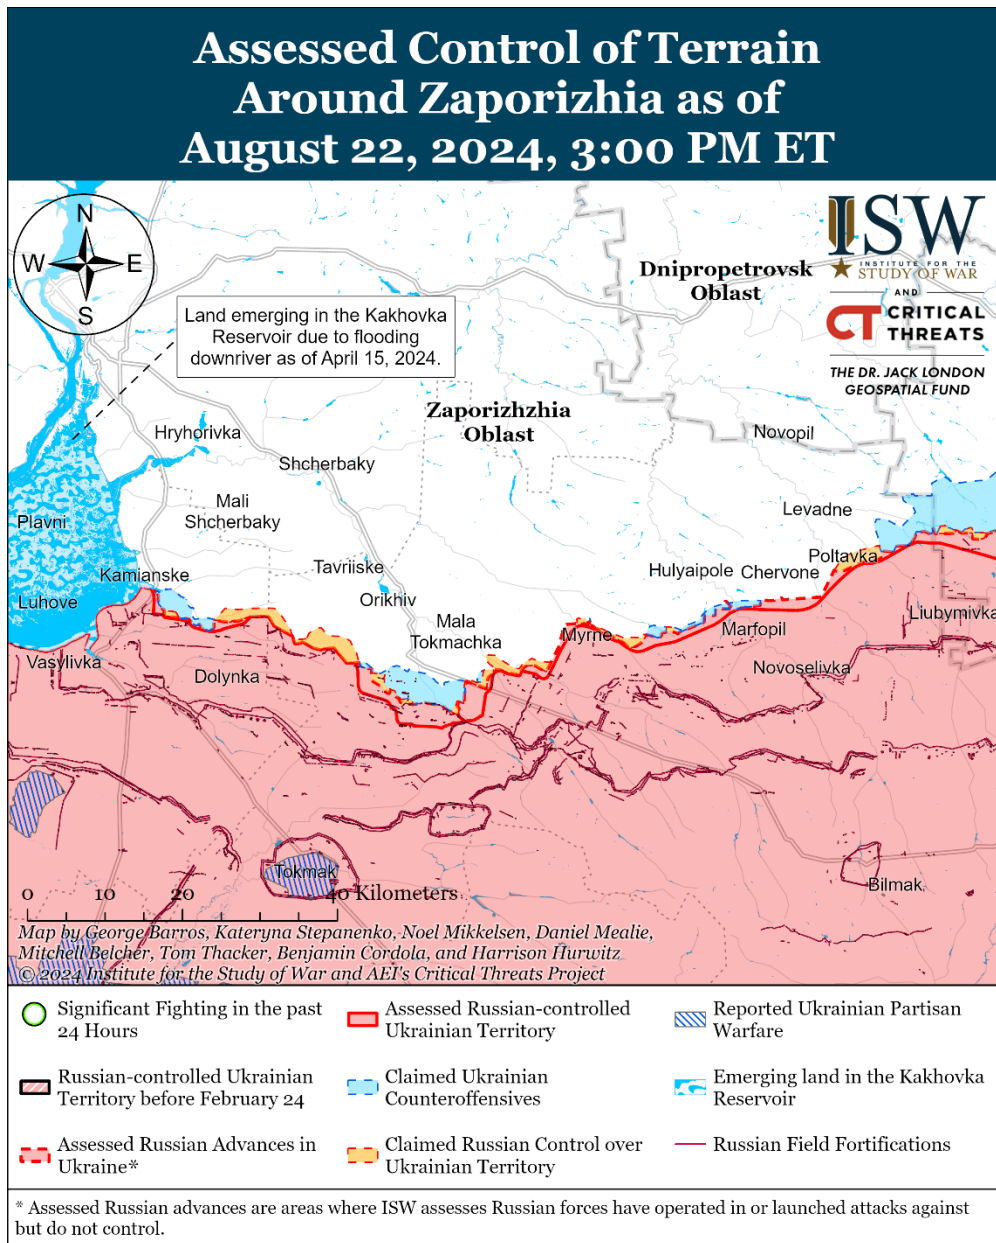 Assessed Control of Terrain
Around Zaporizhia as of
August 22, 2024, 3:00 PM ET
N
W
E
S
ISW
INSTITUTE FOR THE
STUDY OF WAR
AND
CT CRITICAL
THREATS
THE DR. JACK LONDON
GEOSPATIAL FUND
Dnipropetrovsk
Oblast
Land emerging in the Kakhovka
Reservoir due to flooding
downriver as of April 15, 2024.
Zaporizhzhia
Oblast
Hryhorivka
Novopil
Shcherbaky
Mali
Shcherbaky
Levadne
Plavni
Poltavka
Tavriiske
Kamianske
Hulyaipole
Chervone
Orikhiv
Luhove
Liubymivka
Mala
Tokmachka
Myrne
Marfopil
Vasylivka
Novoselivka
Dolynka
Tokmak
Bilmak
0 10 20 40 Kilometers
Map by George Barros, Kateryna Stepanenko, Noel Mikkelsen, Daniel Mealie,
Mitchell Belcher, Tom Thacker, Benjamin Cordola, and Harrison Hurwitz
© 2024 Institute for the Study of War and AEI's Critical Threats Project
Significant Fighting in the past
24 Hours
Russian-controlled Ukrainian
Territory before February 24
Assessed Russian Advances in
Ukraine*
Assessed Russian-controlled
Ukrainian Territory
Claimed Ukrainian
Counteroffensives
Claimed Russian Control over
Ukrainian Territory
Reported Ukrainian Partisan
Warfare
Emerging land in the Kakhovka
Reservoir
Russian Field Fortifications
* Assessed Russian advances are areas where ISW assesses Russian forces have operated in or launched attacks against
but do not control.